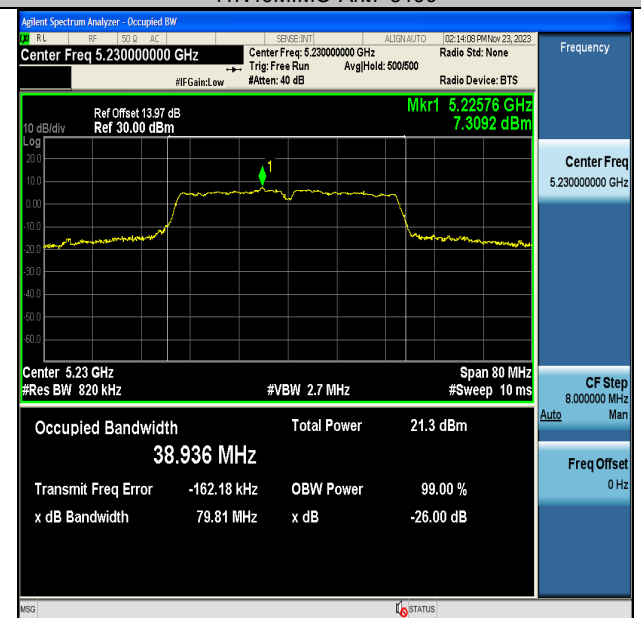 Agilent Spectrum Analyzer - Occupied BW
RL RF 50 Ω AC SENSE:INT ALIGN AUTO 02:14:08 PM Nov 23, 2023
Center Freq 5.230000000 GHz
Center Freq: 5.230000000 GHz Radio Std: None
Trig: Free Run Avg|Hold: 500/500
#IFGain:Low #Atten: 40 dB Radio Device: BTS
Frequency
Ref Offset 13.97 dB
10 dB/div Ref 30.00 dBm
Mkr1 5.22576 GHz
7.3092 dBm
Log
20.0
10.0
0.00
-10.0
-20.0
-30.0
-40.0
-50.0
-60.0
1
Center 5.23 GHz Span 80 MHz
#Res BW 820 kHz #VBW 2.7 MHz #Sweep 10 ms
Occupied Bandwidth Total Power 21.3 dBm
38.936 MHz
Transmit Freq Error -162.18 kHz OBW Power 99.00 %
x dB Bandwidth 79.81 MHz x dB -26.00 dB
Center Freq
5.230000000 GHz
CF Step
8.000000 MHz
Auto Man
Freq Offset
0 Hz
MSG STATUS